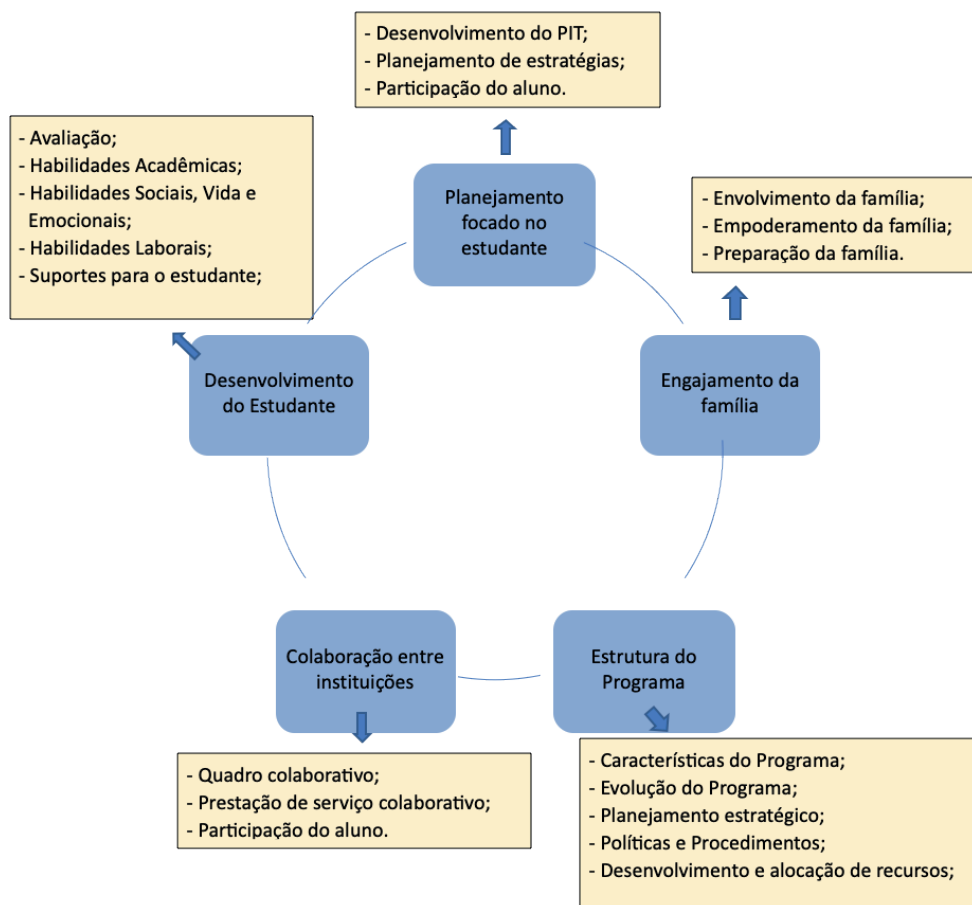 - Desenvolvimento do PIT;
- Planejamento de estratégias;
- Participação do aluno.
- Avaliação;
- Habilidades Acadêmicas;
- Habilidades Sociais, Vida e
Emocionais;
- Habilidades Laborais;
- Suportes para o estudante;
Planejamento
focado no
estudante
- Envolvimento da família;
- Empoderamento da família;
- Preparação da família.
Desenvolvimento
do Estudante
Engajamento da
família
Colaboração entre
instituições
Estrutura do
Programa
- Quadro colaborativo;
- Prestação de serviço colaborativo;
- Participação do aluno.
- Características do Programa;
- Evolução do Programa;
- Planejamento estratégico;
- Políticas e Procedimentos;
- Desenvolvimento e alocação de recursos;